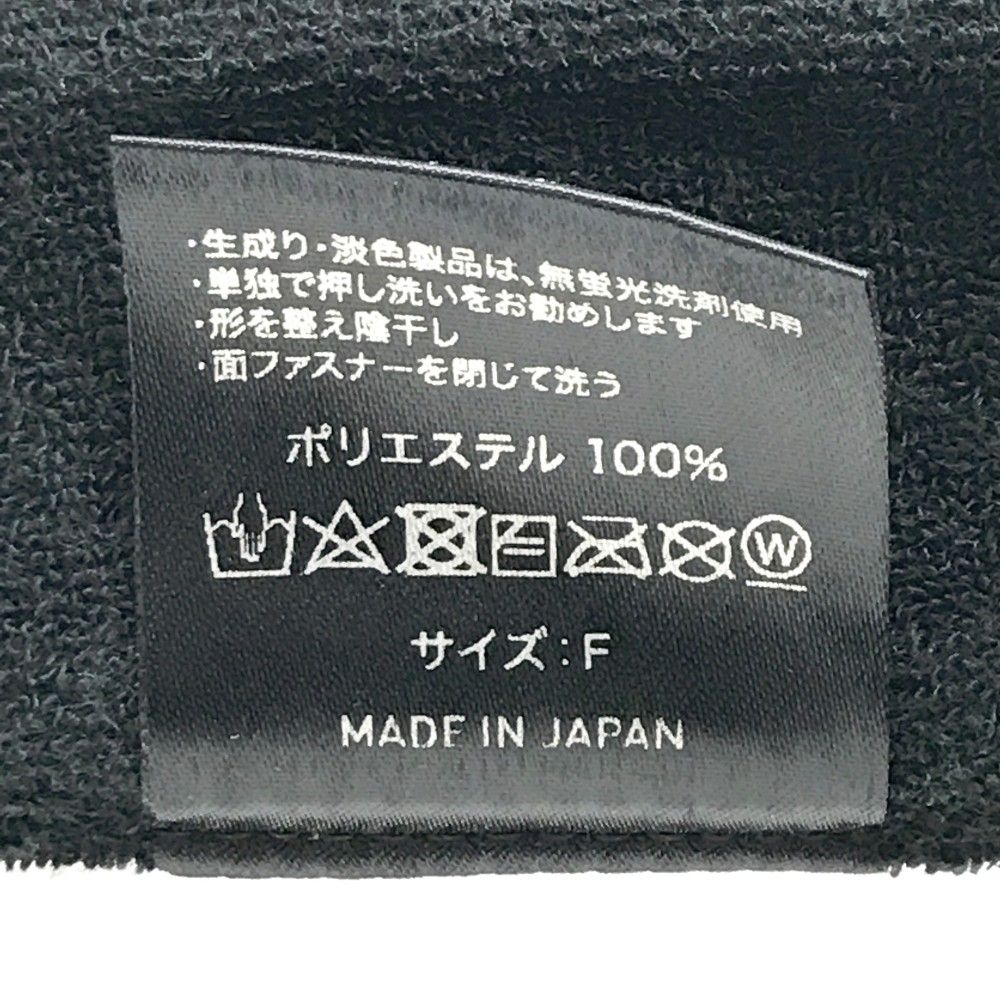 ・生成り・淡色製品は、無蛍光洗剤使用
・単独で押し洗いをお勧めします
・形を整え陰干し
・面ファスナーを閉じて洗う
ポリエステル 100%
W
サイズ:F
MADE IN JAPAN